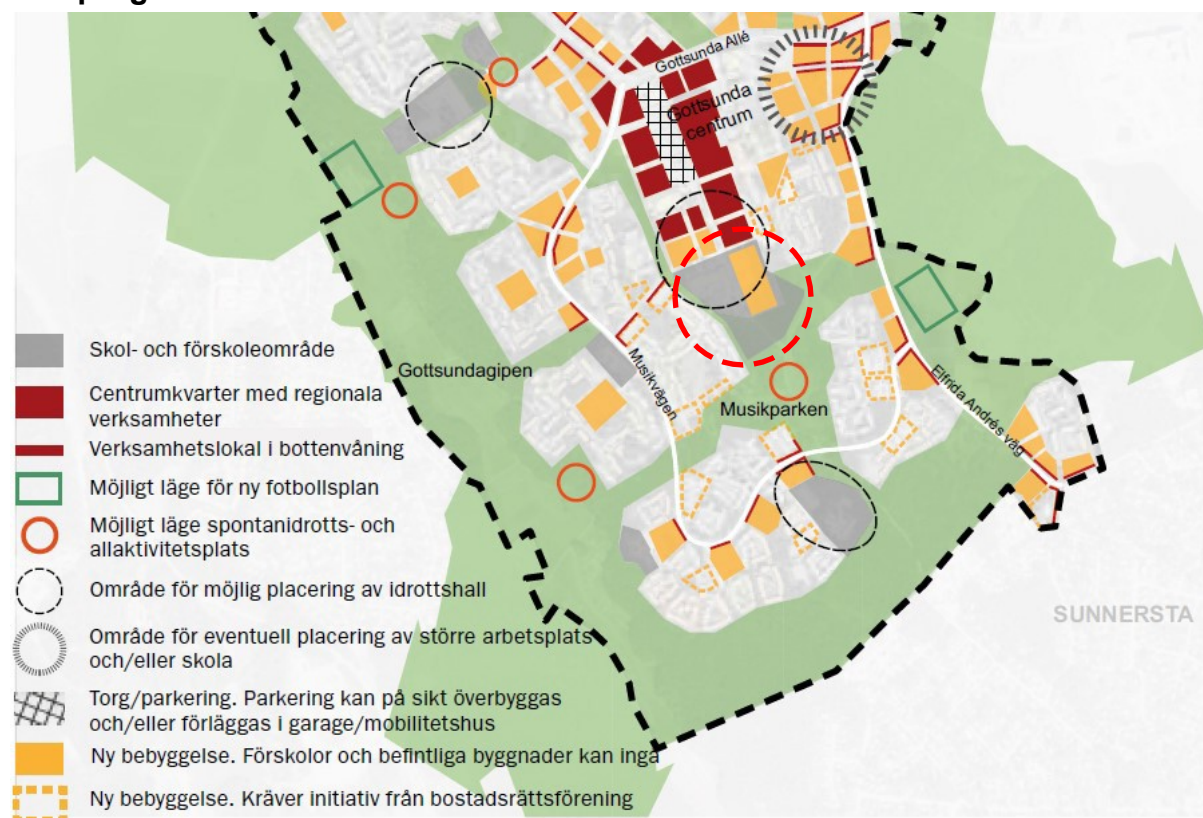 Gottsunda Allé
Gottsunda
centrum
Skol- och förskoleområde
Gottsundagipen
Musikvägen
Centrumkvarter med regionala
verksamheter
Musikparken
Elfrida Andrés väg
Verksamhetslokal i bottenvåning
Möjligt läge för ny fotbollsplan
Möjligt läge spontanidrotts- och
allaktivitetsplats
Område för möjlig placering av idrottshall
SUNNERSTA
Område för eventuell placering av större arbetsplats
och/eller skola
Torg/parkering. Parkering kan på sikt överbyggas
och/eller förläggas i garage/mobilitetshus
Ny bebyggelse. Förskolor och befintliga byggnader kan ingå
Ny bebyggelse. Kräver initiativ från bostadsrättsförening